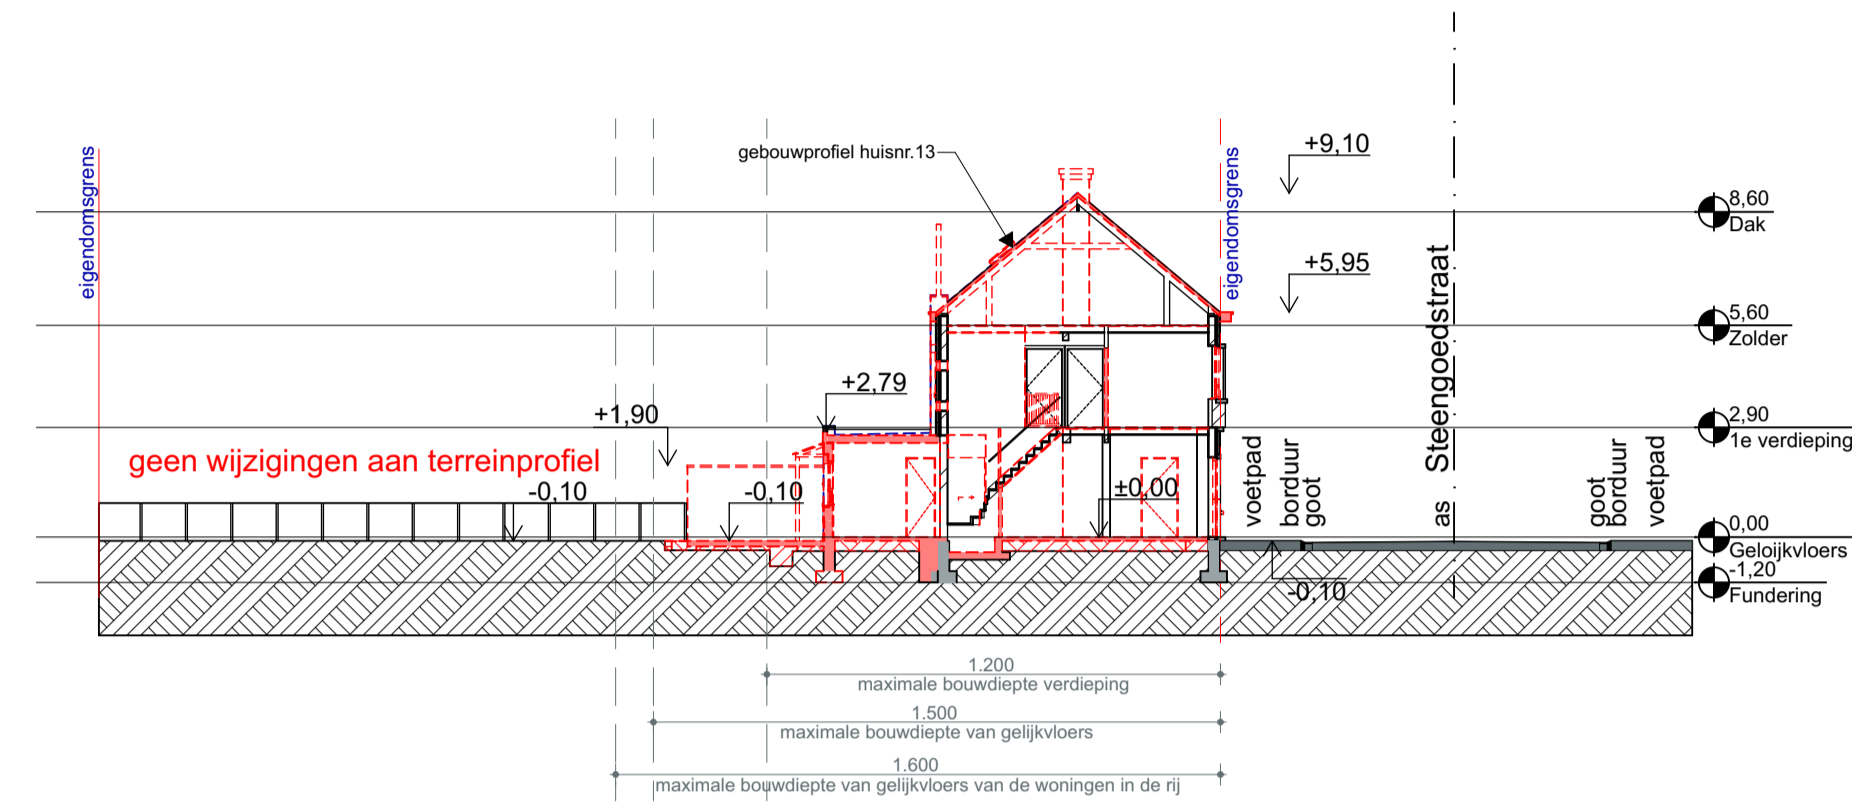 gebouwprofiel huisnr.13
+9,10
eigendomsgrens
eigendomsgrens
8,60
Dak
+5,95
as Steengoedstraat
5,60
Zolder
+2,79
+1,90
2,90
1e verdieping
geen wijzigingen aan terreinprofiel
voetpad
borduur
goot
goot
borduur
voetpad
-0,10
-0,10
±0,00
0,00
Geloijkvloers
-1,20
Fundering
-0,10
1.200
maximale bouwdiepte verdieping
1.500
maximale bouwdiepte van gelijkvloers
1.600
maximale bouwdiepte van gelijkvloers van de woningen in de rij